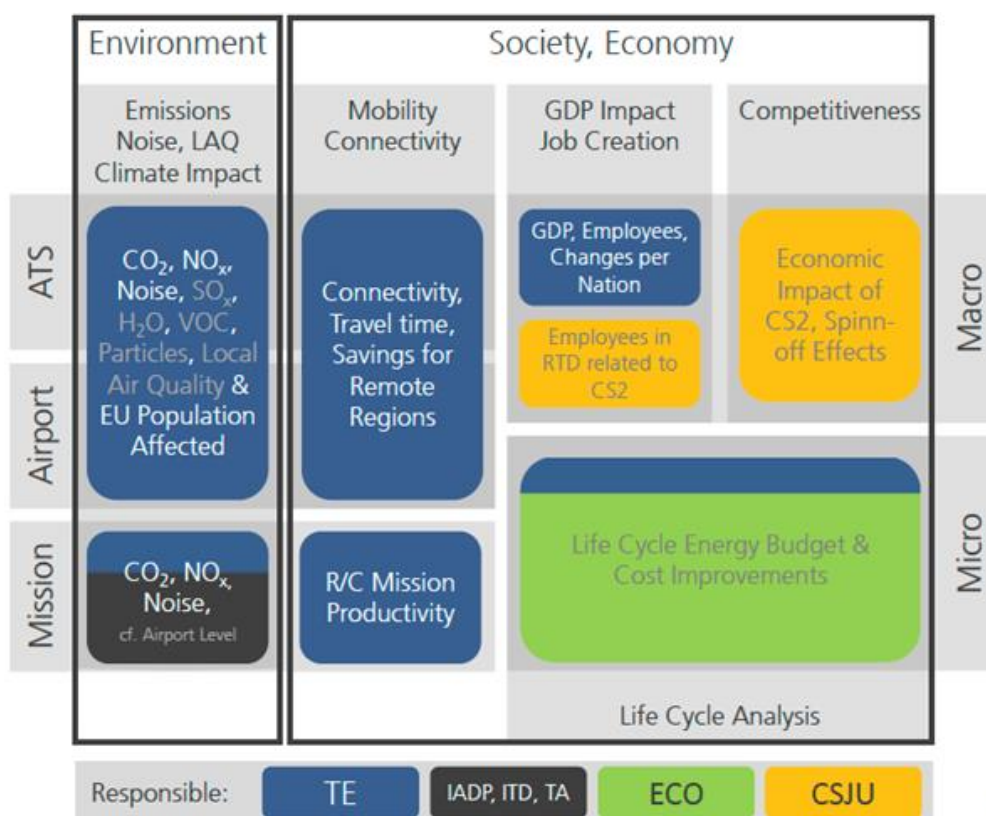 Environment
Society, Economy
Emissions
Noise, LAQ
Climate Impact
Mobility
Connectivity
GDP Impact
Job Creation
Competitiveness
ATS
Airport
Mission
CO₂, NOₓ,
Noise, SOₓ,
H₂O, VOC,
Particles, Local
Air Quality &
EU Population
Affected
Connectivity,
Travel time,
Savings for
Remote
Regions
GDP, Employees,
Changes per
Nation
Employees in
RTD related to
CS2
Economic
Impact of
CS2, Spinn-
off Effects
Macro
Micro
CO₂, NOₓ,
Noise,
cf. Airport Level
R/C Mission
Productivity
Life Cycle Energy Budget &
Cost Improvements
Life Cycle Analysis
Responsible:
TE
IADP, ITD, TA
ECO
CSJU